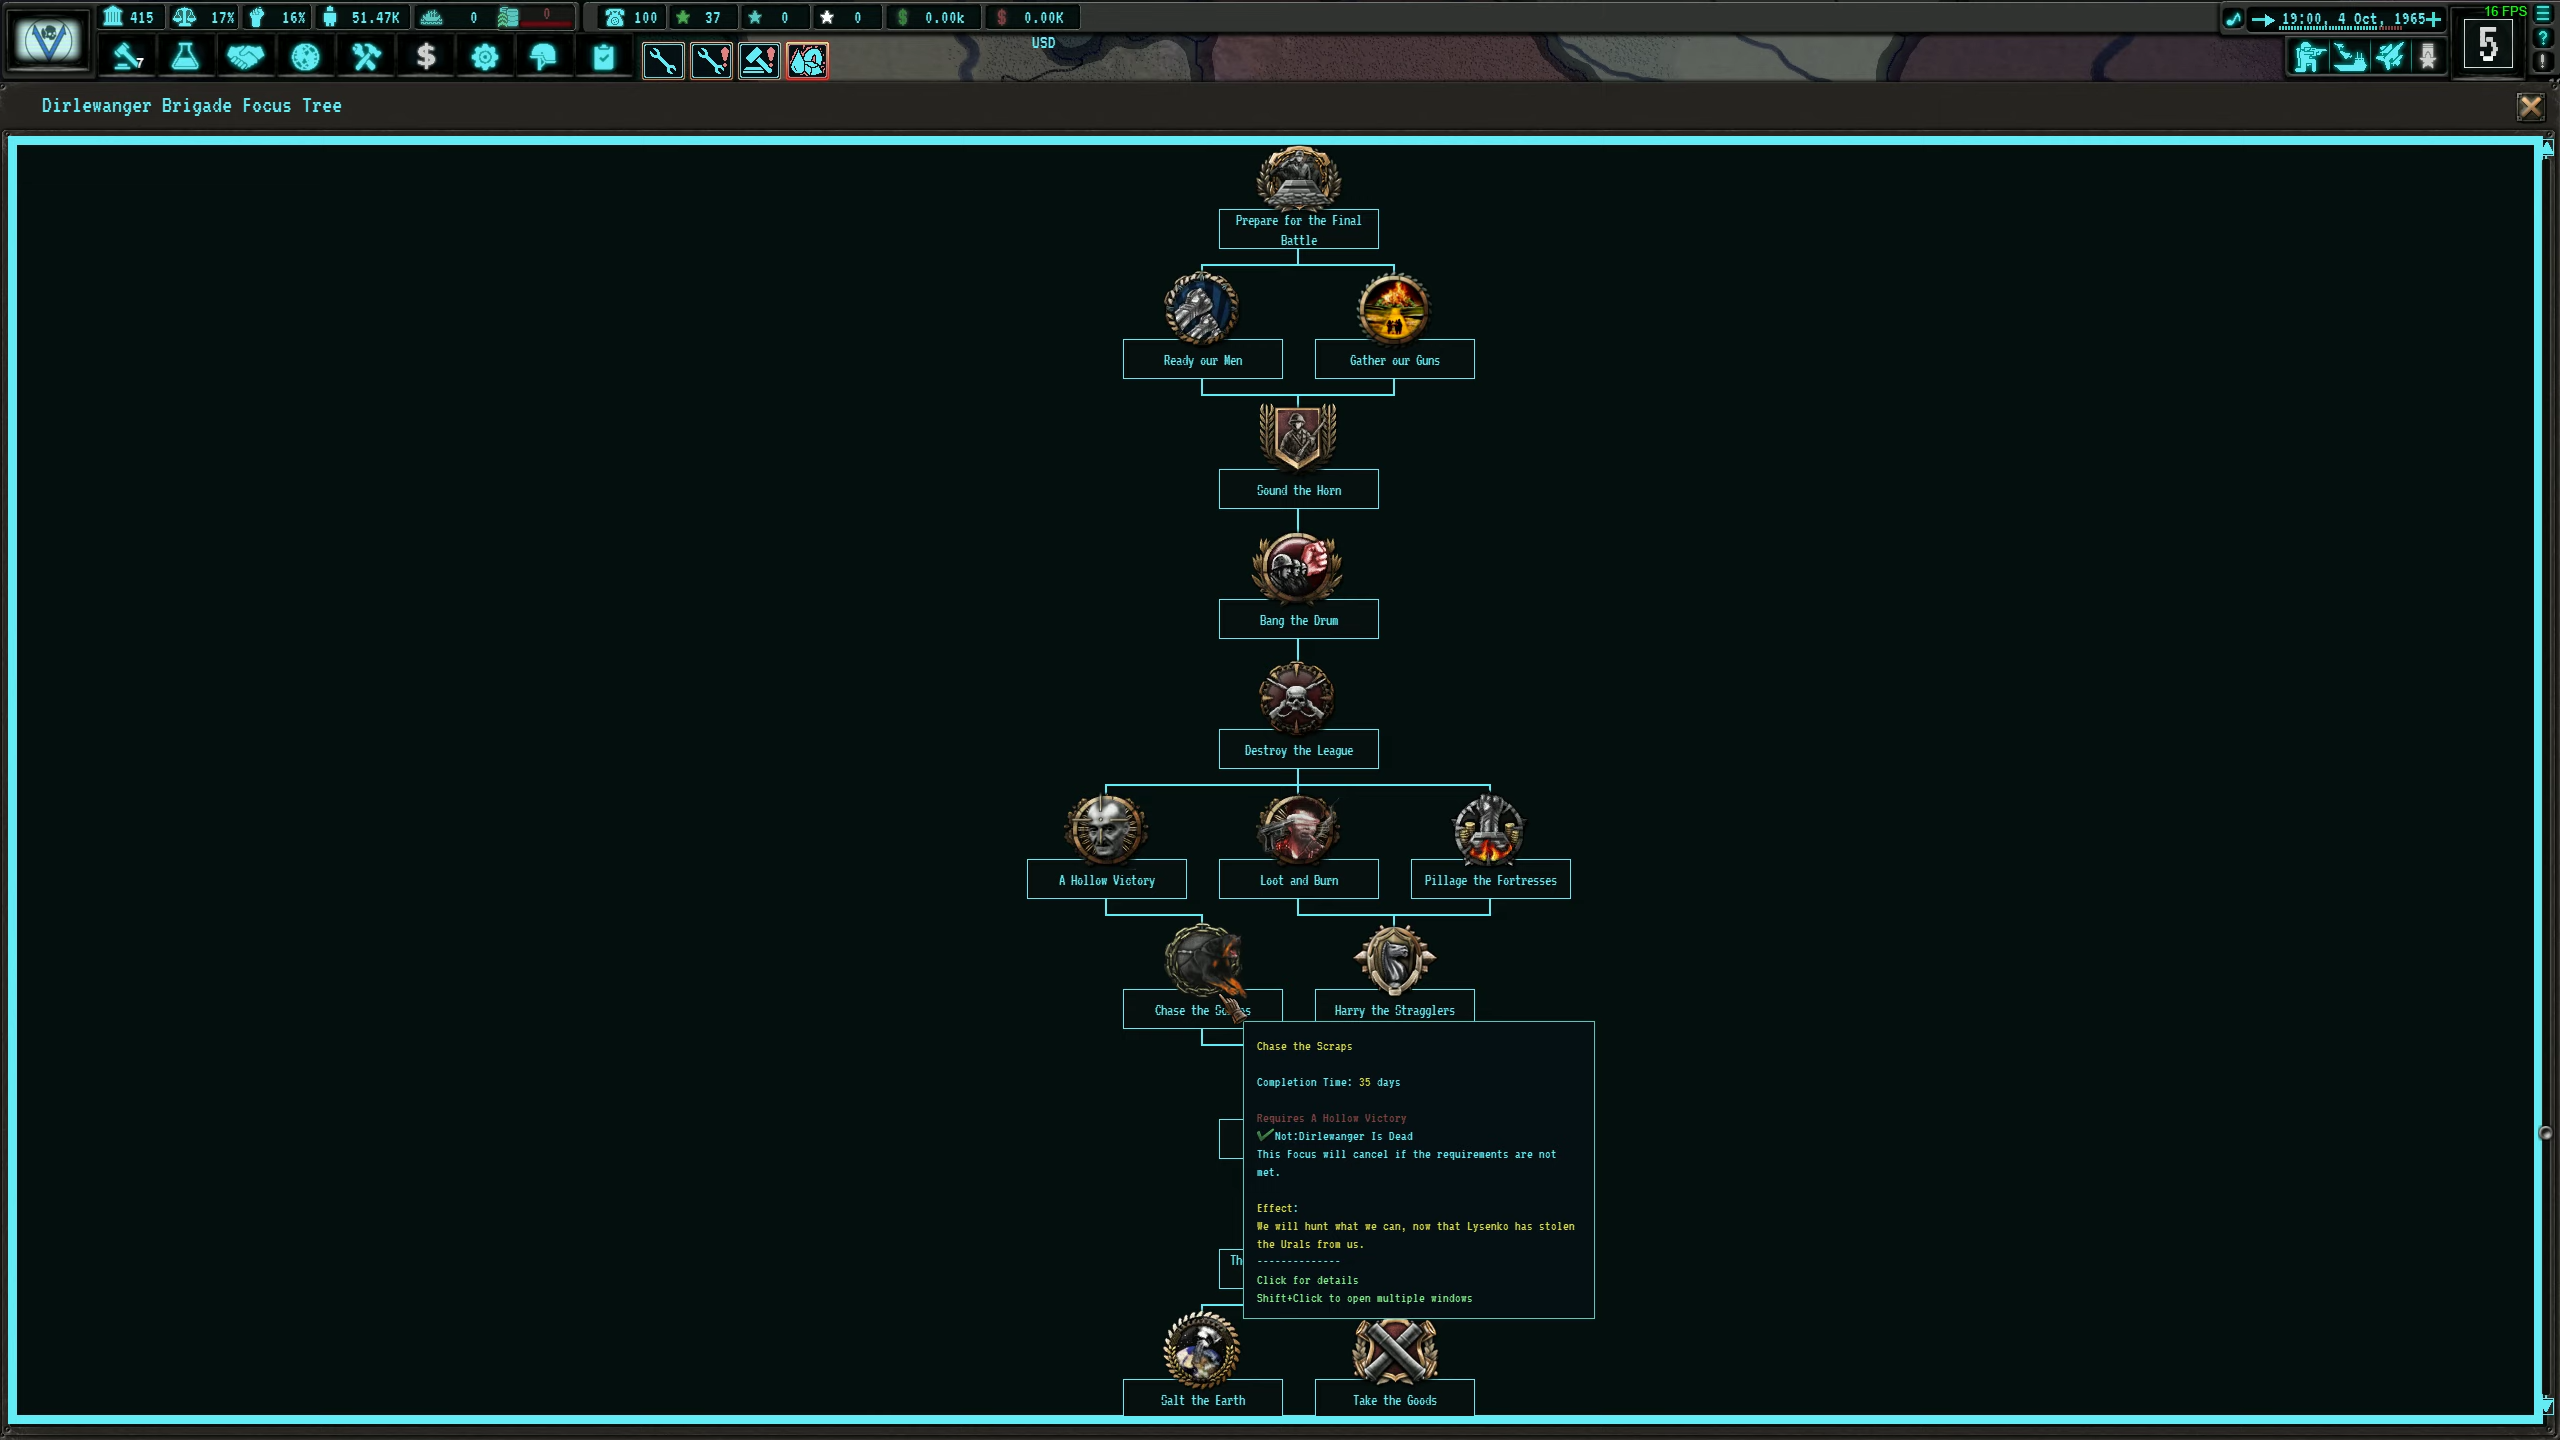 415 17% 16% 51.47K 0 0 100 37 0 0 0.00k 0.00K 19:00, 4 Oct, 1965 16 FPS
7
5
USD
Dirlewanger Brigade Focus Tree
Prepare for the Final
Battle
Ready our Men Gather our Guns
Sound the Horn
Bang the Drum
Destroy the League
A Hollow Victory Loot and Burn Pillage the Fortresses
Chase the Harry the Stragglers
Chase the Scraps
Completion Time: 35 days
Requires A Hollow Victory
Not:Dirlewanger Is Dead
This Focus will cancel if the requirements are not
met.
Effect:
We will hunt what we can, now that Lysenko has stolen
the Urals from us.
--------------
Click for details
Shift+Click to open multiple windows
Salt the Earth Take the Goods